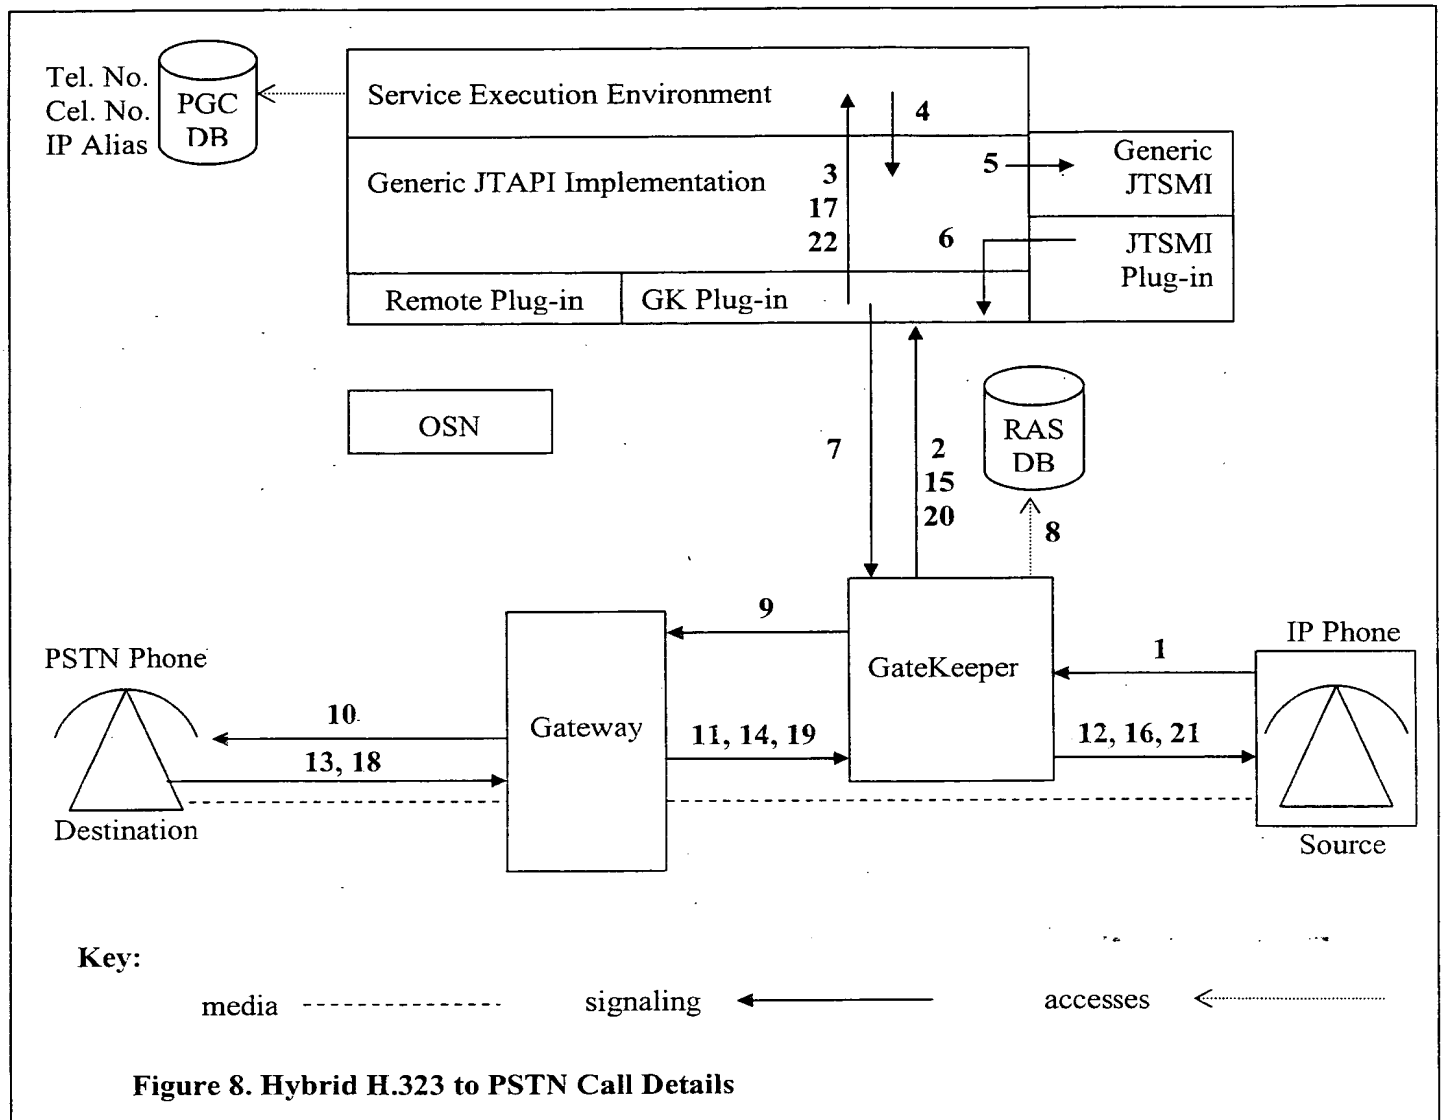 Tel. No.
Cel. No.
IP Alias
PGC
DB
Service Execution Environment
4
Generic JTAPI Implementation
3
17
22
5
Generic
JTSMI
6
JTSMI
Plug-in
Remote Plug-in
GK Plug-in
OSN
7
2
15
20
RAS
DB
8
9
IP Phone
PSTN Phone
GateKeeper
1
10
Gateway
11, 14, 19
12, 16, 21
13, 18
Destination
Source
Key:
media
signaling
accesses
Figure 8. Hybrid H.323 to PSTN Call Details